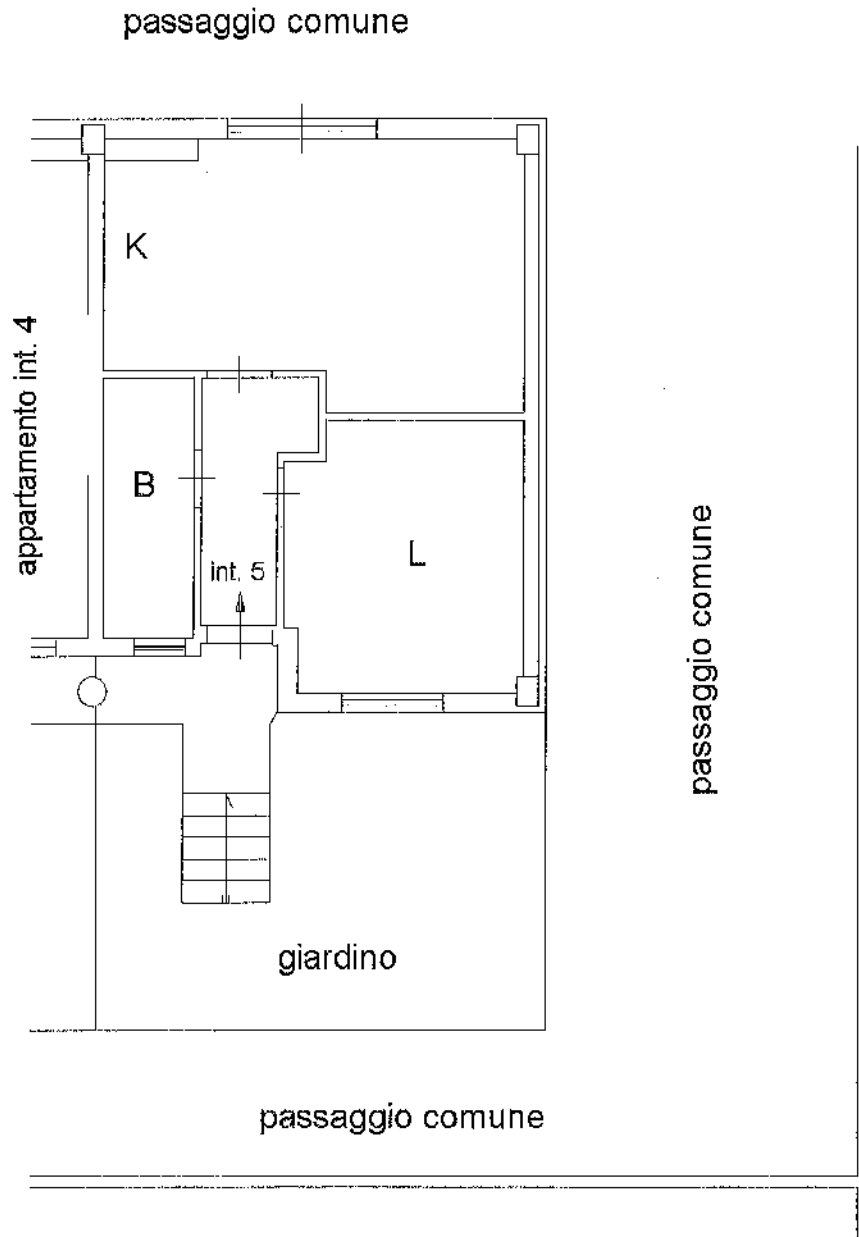 passaggio comune
K
appartamento int. 4
B
L
int. 5
passaggio comune
giardino
passaggio comune